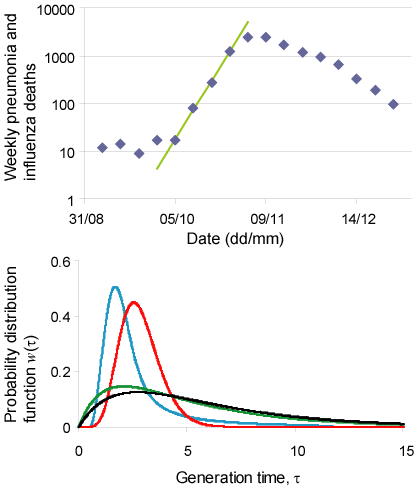 Weekly pneumonia and
influenza deaths
10000
1000
100
10
1
31/08 05/10 09/11 14/12
Date (dd/mm)
Probability distribution
function w(τ)
0.6
0.4
0.2
0
0 5 10 15
Generation time, τ